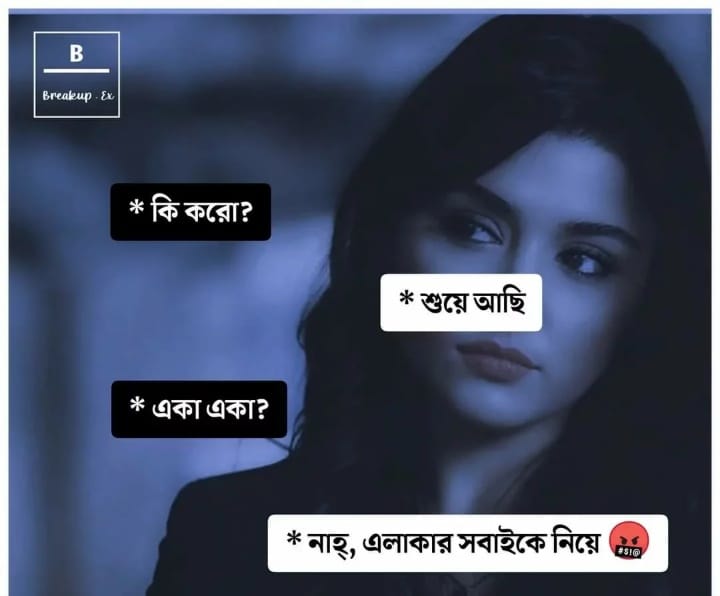 B
Breakup . Ex
* কি করো?
* শুয়ে আছি
* একা একা?
* নাহ্, এলাকার সবাইকে নিয়ে 🤬